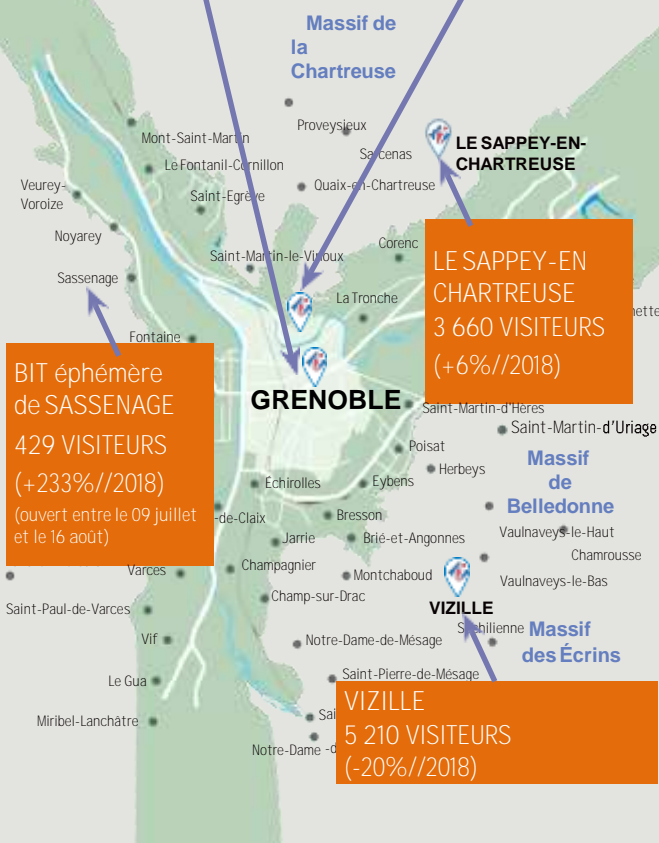 Massif de
la
Chartreuse
Proveysieux
Mont-Saint-Martin
Sarcenas
LE SAPPEY-EN-
CHARTREUSE
Le Fontanil-Cornillon
Quaix-en-Chartreuse
Veurey-
Voroize
Saint-Egrève
Noyarey
Corenc
Saint-Martin-le-Vinoux
Sassenage
La Tronche
LE SAPPEY-EN
CHARTREUSE
3 660 VISITEURS
(+6%//2018)
Fontaine
BIT éphémère
de SASSENAGE
429 VISITEURS
(+233%//2018)
(ouvert entre le 09 juillet
et le 16 août)
GRENOBLE
Saint-Martin-d'Hères
Saint-Martin-d'Uriage
Poisat
Herbeys
Massif
de
Belledonne
Échirolles
Eybens
-de-Claix
Bresson
Vaulnaveys-le-Haut
Jarrie
Brié-et-Angonnes
Chamrousse
Varces
Champagnier
Montchaboud
Vaulnaveys-le-Bas
Champ-sur-Drac
VIZILLE
Saint-Paul-de-Varces
Séchilienne
Massif
des Écrins
Vif
Notre-Dame-de-Mésage
Le Gua
Saint-Pierre-de-Mésage
VIZILLE
5 210 VISITEURS
(-20%//2018)
Miribel-Lanchâtre
Notre-Dame